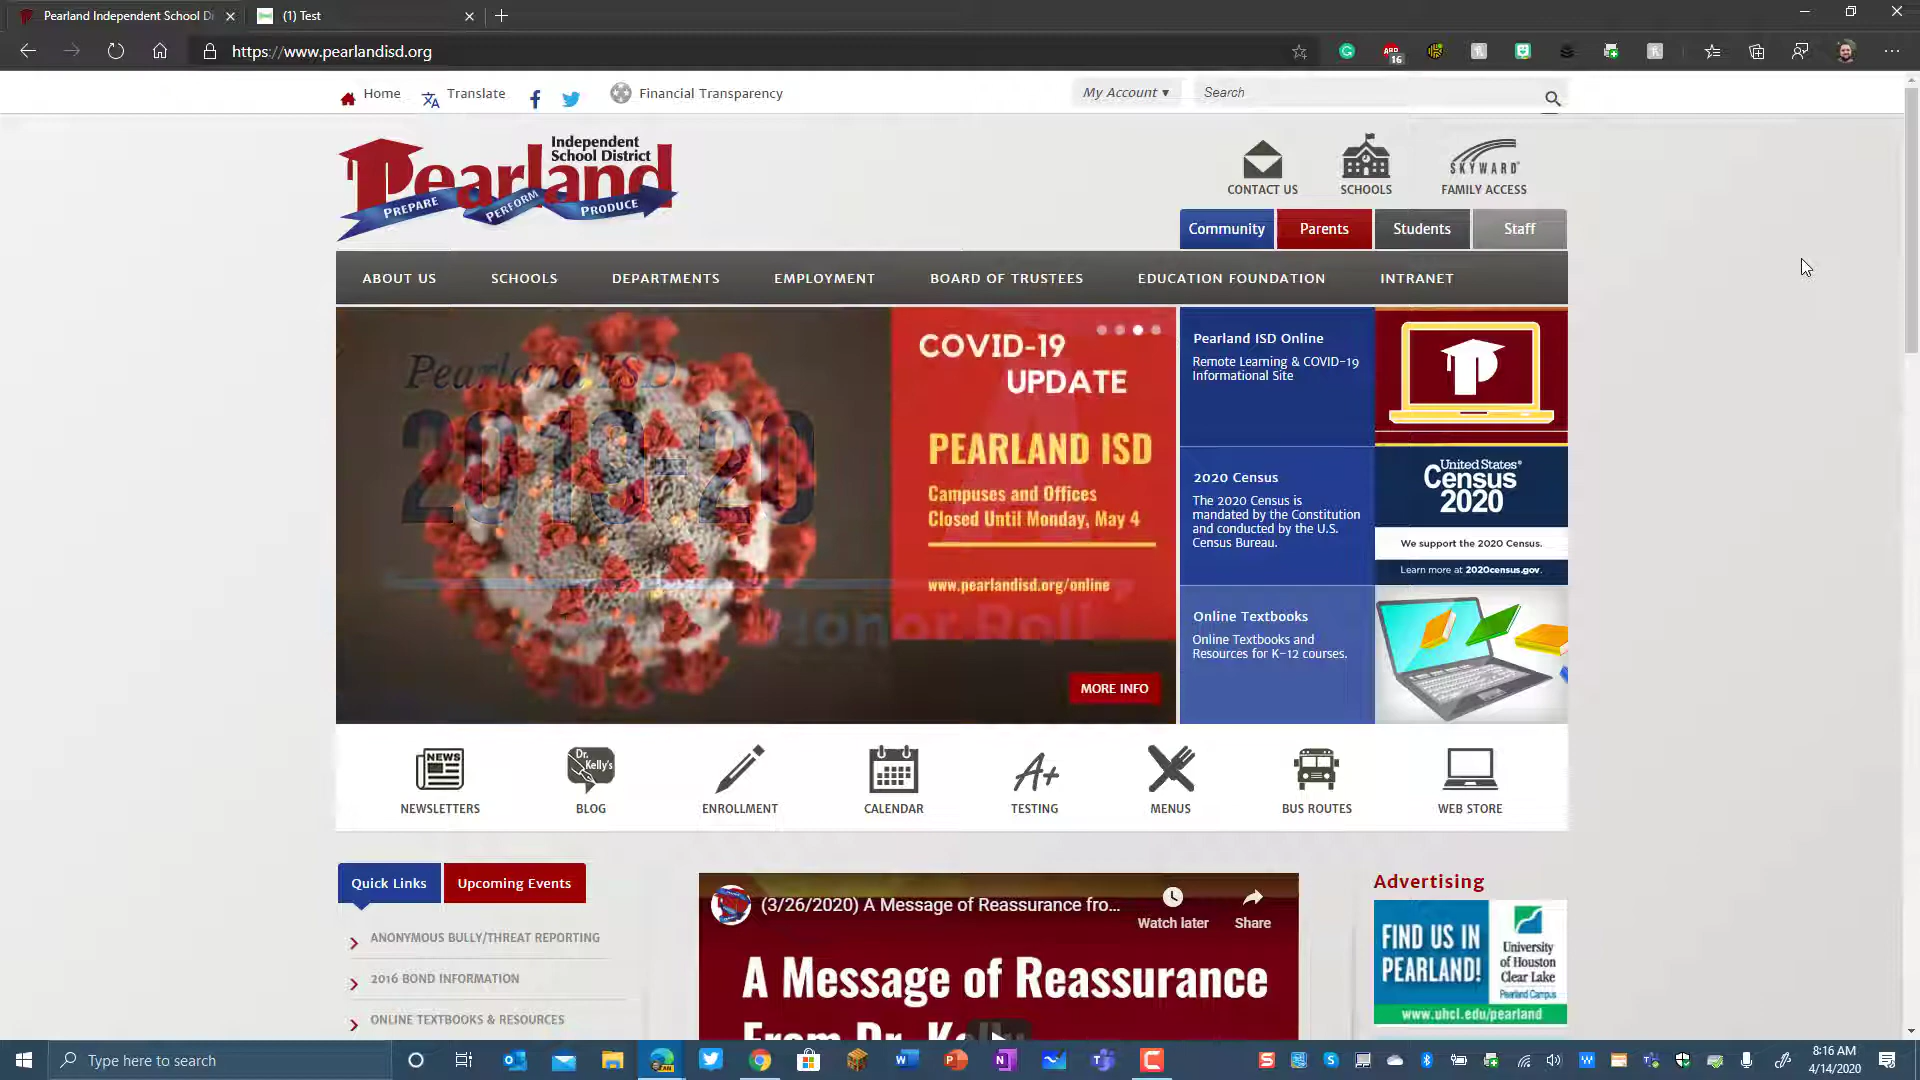 Pearland Independent School Di
(1) Test
https://www.pearlandisd.org
ABD
16
Home
Translate
Financial Transparency
My Account ▾
Search
Independent
School District
Pearland
PREPARE
PERFORM
PRODUCE
CONTACT US
SCHOOLS
SKYWARD
FAMILY ACCESS
Community
Parents
Students
Staff
ABOUT US
SCHOOLS
DEPARTMENTS
EMPLOYMENT
BOARD OF TRUSTEES
EDUCATION FOUNDATION
INTRANET
Pearland ISD
2019-20
Honor Roll
COVID-19
UPDATE
PEARLAND ISD
Campuses and Offices
Closed Until Monday, May 4
www.pearlandisd.org/online
MORE INFO
Pearland ISD Online
Remote Learning & COVID-19
Informational Site
2020 Census
The 2020 Census is
mandated by the Constitution
and conducted by the U.S.
Census Bureau.
United States®
Census
2020
We support the 2020 Census.
Learn more at 2020census.gov.
Online Textbooks
Online Textbooks and
Resources for K-12 courses.
NEWS
NEWSLETTERS
Dr.
Kelly's
BLOG
ENROLLMENT
CALENDAR
A+
TESTING
MENUS
BUS ROUTES
WEB STORE
Quick Links
Upcoming Events
ANONYMOUS BULLY/THREAT REPORTING
2016 BOND INFORMATION
ONLINE TEXTBOOKS & RESOURCES
(3/26/2020) A Message of Reassurance fro...
Watch later
Share
A Message of Reassurance
From Dr. Kelly
Advertising
FIND US IN
PEARLAND!
University
of Houston
Clear Lake
Pearland Campus
www.uhcl.edu/pearland
Type here to search
8:16 AM
4/14/2020